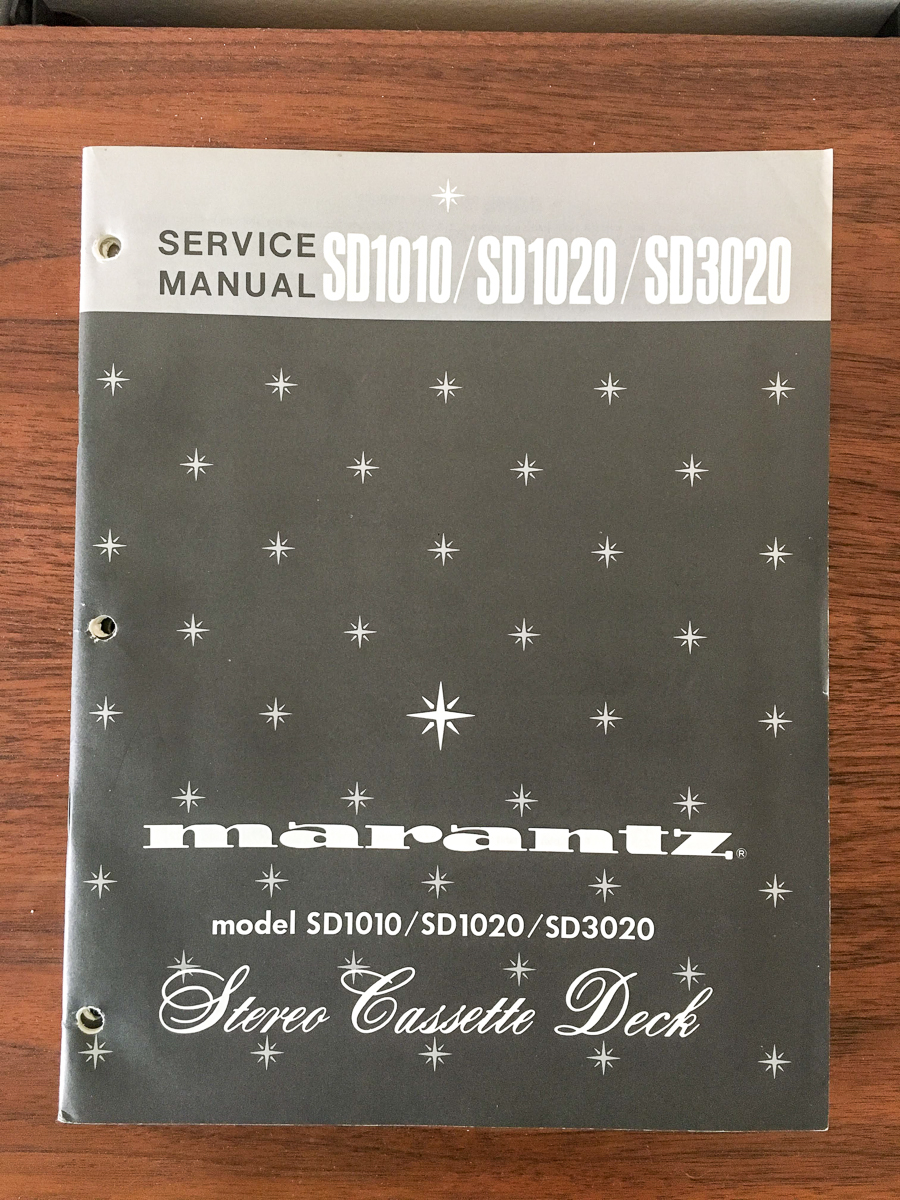 SERVICE
MANUAL SD1010/SD1020/SD3020
marantz®
model SD1010/SD1020/SD3020
Stereo Cassette Deck